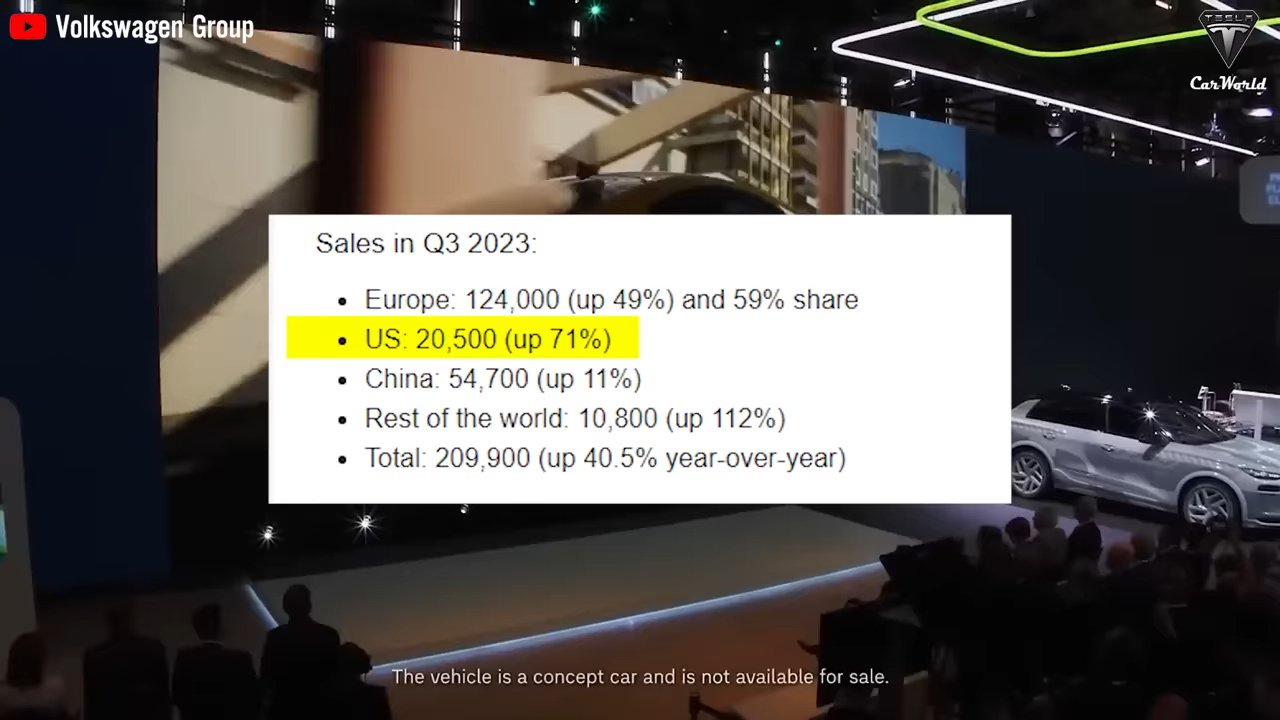 Volkswagen Group
TESLA
CarWorld
Sales in Q3 2023:
• Europe: 124,000 (up 49%) and 59% share
• US: 20,500 (up 71%)
• China: 54,700 (up 11%)
• Rest of the world: 10,800 (up 112%)
• Total: 209,900 (up 40.5% year-over-year)
The vehicle is a concept car and is not available for sale.